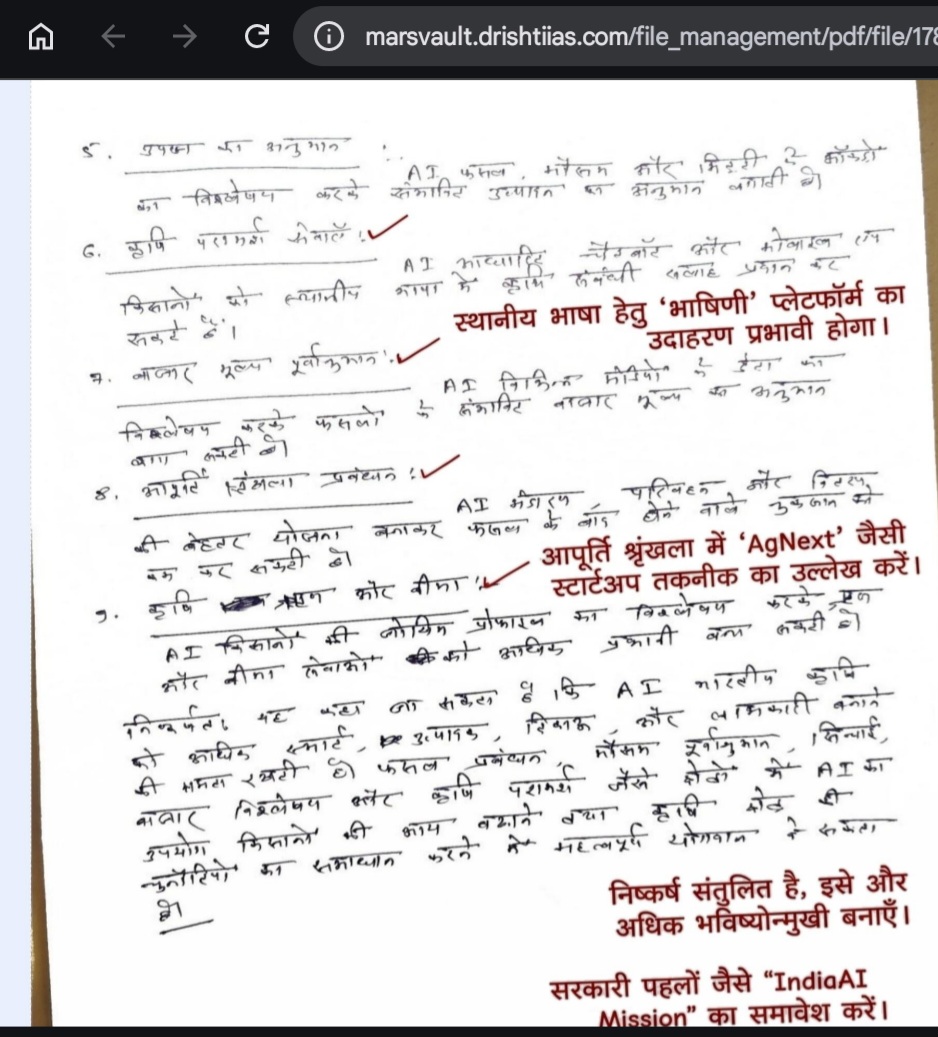 marsvault.drishtiias.com/file_management/pdf/file/178
5. उपज का अनुमान :
AI फसल, मौसम और मिट्टी के आँकड़ों
का विश्लेषण करके संभावित उत्पादन का अनुमान लगाती है।
6. कृषि परामर्श सेवाएँ :
AI आधारित चैटबॉट और मोबाइल एप
किसानों को स्थानीय भाषा में कृषि संबंधी सलाह प्रदान कर
सकते हैं।
स्थानीय भाषा हेतु ‘भाषिणी’ प्लेटफॉर्म का
उदाहरण प्रभावी होगा।
7. बाजार मूल्य पूर्वानुमान :
AI विभिन्न मंडियों के डेटा का
विश्लेषण करके फसलों के संभावित बाजार मूल्य का अनुमान
लगा सकती है।
8. आपूर्ति श्रृंखला प्रबंधन :
AI भंडारण, परिवहन और वितरण
की बेहतर योजना बनाकर फसल के बाद होने वाले नुकसान को
कम कर सकती है।
आपूर्ति श्रृंखला में ‘AgNext’ जैसी
स्टार्टअप तकनीक का उल्लेख करें।
9. कृषि ऋण और बीमा :
AI किसानों की जोखिम प्रोफाइल का विश्लेषण करके ऋण
और बीमा सेवाओं को अधिक प्रभावी बना सकती है।
निष्कर्षतः यह कहा जा सकता है कि AI भारतीय कृषि
को अधिक स्मार्ट, उत्पादक, टिकाऊ, और लाभकारी बनाने
की क्षमता रखती है। फसल प्रबंधन, मौसम पूर्वानुमान, सिंचाई,
बाजार विश्लेषण और कृषि परामर्श जैसे क्षेत्रों में AI का
उपयोग किसानों की आय बढ़ाने तथा कृषि क्षेत्र की
चुनौतियों का समाधान करने में महत्वपूर्ण योगदान दे सकता
है।
निष्कर्ष संतुलित है, इसे और
अधिक भविष्योन्मुखी बनाएँ।
सरकारी पहलों जैसे “IndiaAI
Mission” का समावेश करें।